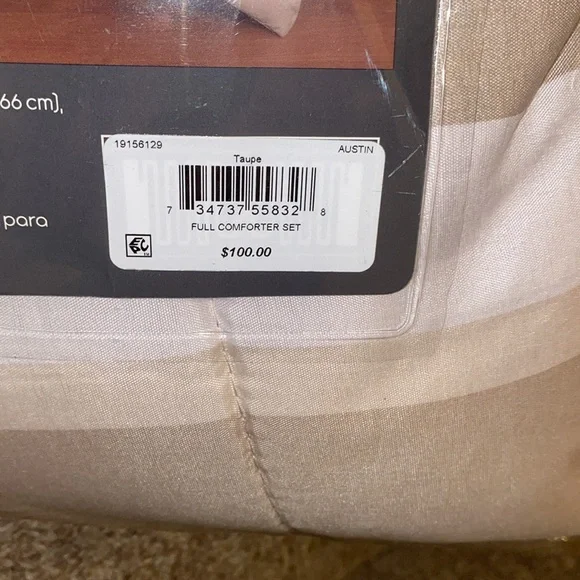 66 cm),
para
19156129 AUSTIN
Taupe
7 34737 55832 8
FULL COMFORTER SET
$100.00